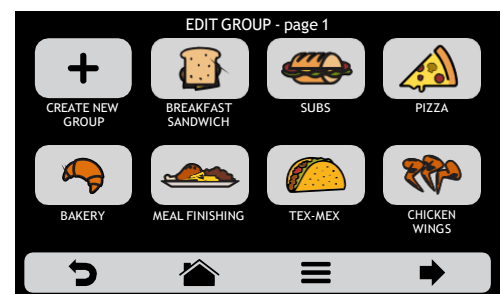 EDIT GROUP - page 1
CREATE NEW
GROUP
BREAKFAST
SANDWICH
SUBS
PIZZA
BAKERY
MEAL FINISHING
TEX-MEX
CHICKEN
WINGS